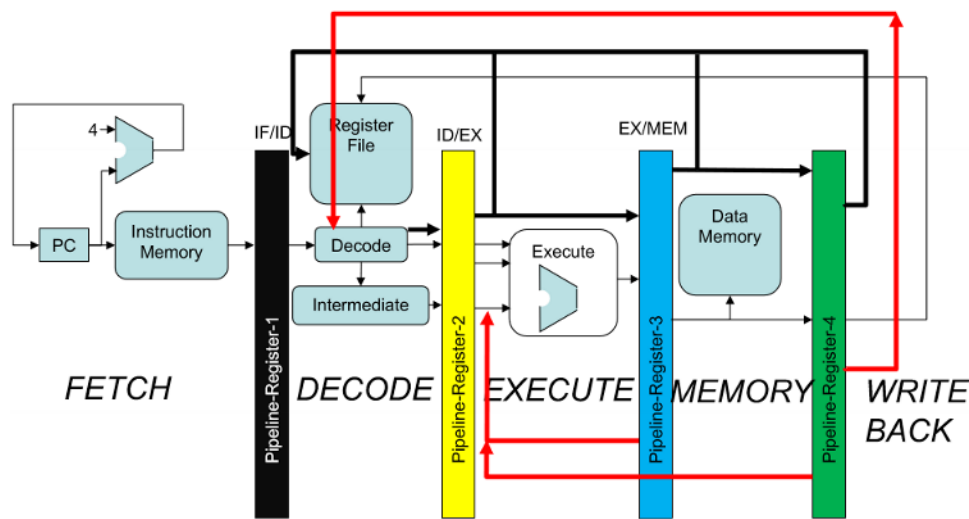 IF/ID
Register
File
ID/EX
EX/MEM
4
PC
Instruction
Memory
Decode
Intermediate
Execute
Data
Memory
Pipeline-Register-1
Pipeline-Register-2
Pipeline-Register-3
Pipeline-Register-4
FETCH
DECODE
EXECUTE
MEMORY
WRITE
BACK